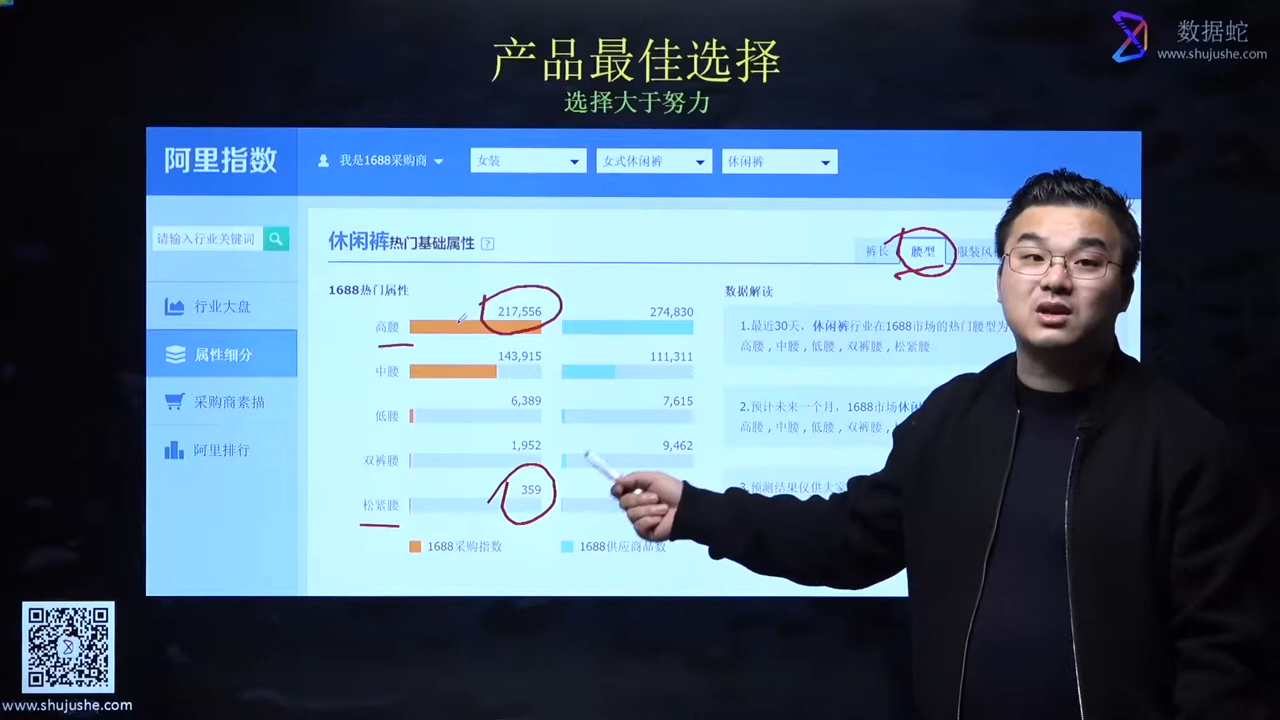 产品最佳选择
选择大于努力
数据蛇
www.shujushe.com
阿里指数
我是1688采购商
女装
女式休闲裤
休闲裤
请输入行业关键词
行业大盘
属性细分
采购商素描
阿里排行
休闲裤热门基础属性 ?
裤长
腰型
服装风
1688热门属性
高腰 217,556 274,830
中腰 143,915 111,311
低腰 6,389 7,615
双裤腰 1,952 9,462
松紧腰 359
1688采购指数
1688供应商品数
数据解读
1.最近30天，休闲裤行业在1688市场的热门腰型为
高腰，中腰，低腰，双裤腰，松紧腰
2.预计未来一个月，1688市场休闲
高腰，中腰，低腰，双裤腰，
3.预测结果仅供大家
www.shujushe.com